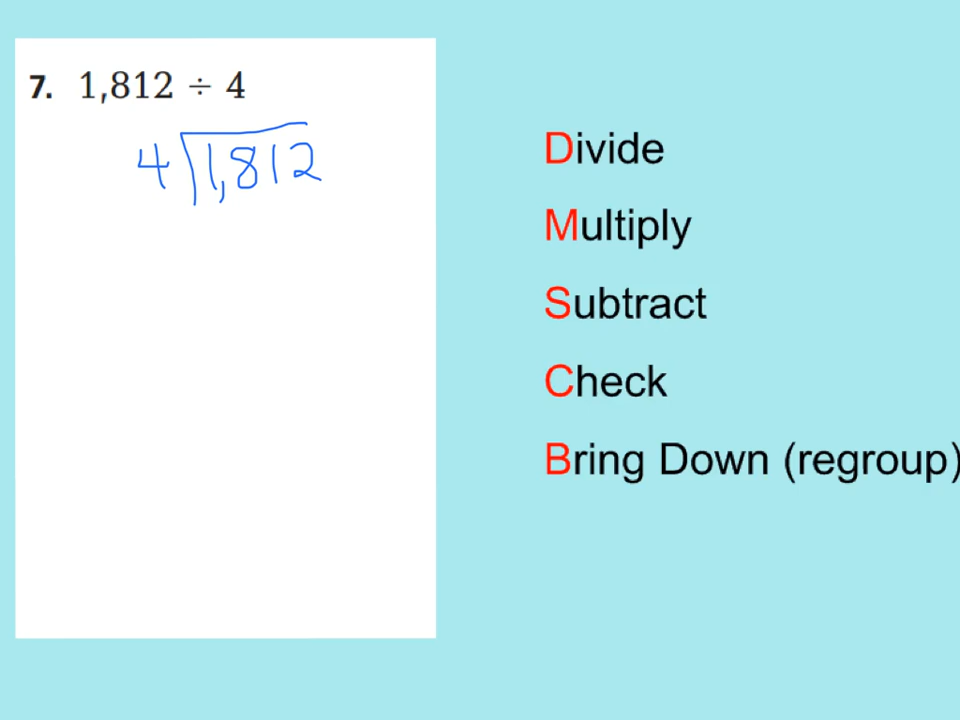 7. 1,812 ÷ 4
4 1,812
Divide
Multiply
Subtract
Check
Bring Down (regroup)